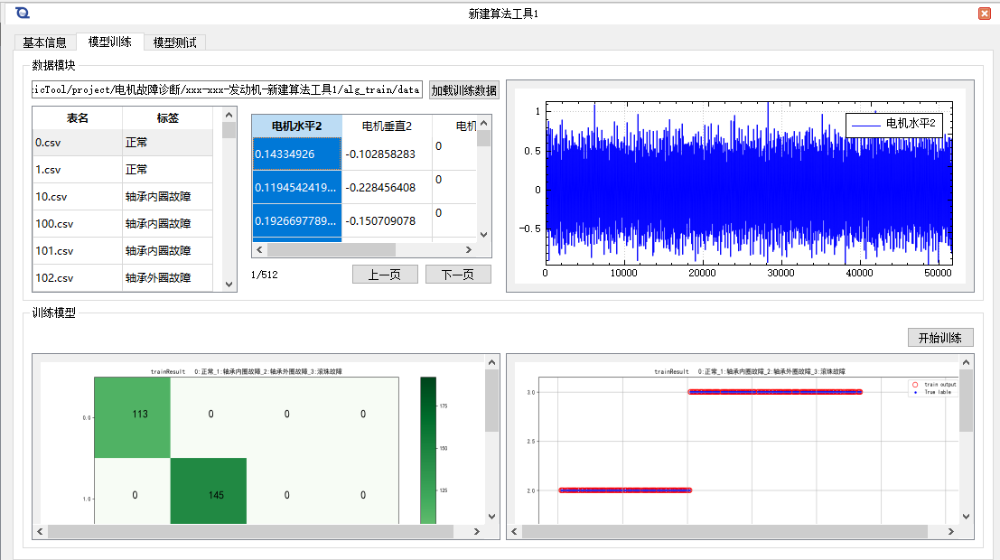 新建算法工具1
基本信息 模型训练 模型测试
数据模块
icTool/project/电机故障诊断/xxx-xxx-发动机-新建算法工具1/alg_train/data 加载训练数据
表名 标签
0.csv 正常
1.csv 正常
10.csv 轴承内圈故障
100.csv 轴承内圈故障
101.csv 轴承内圈故障
102.csv 轴承外圈故障
电机水平2 电机垂直2 电机
0.14334926 -0.102858283 0
0.1194542419... -0.228456408 0
0.1926697789... -0.150709078 0
1/512 上一页 下一页
电机水平2
1
0.5
0
-0.5
0 10000 20000 30000 40000 50000
训练模型
开始训练
trainResult 0:正常_1:轴承内圈故障_2:轴承外圈故障_3:滚珠故障
0.0 113 0 0 0
1.0 0 145 0 0
175
150
125
trainResult 0:正常_1:轴承内圈故障_2:轴承外圈故障_3:滚珠故障
train output
True lable
3.0
2.5
2.0